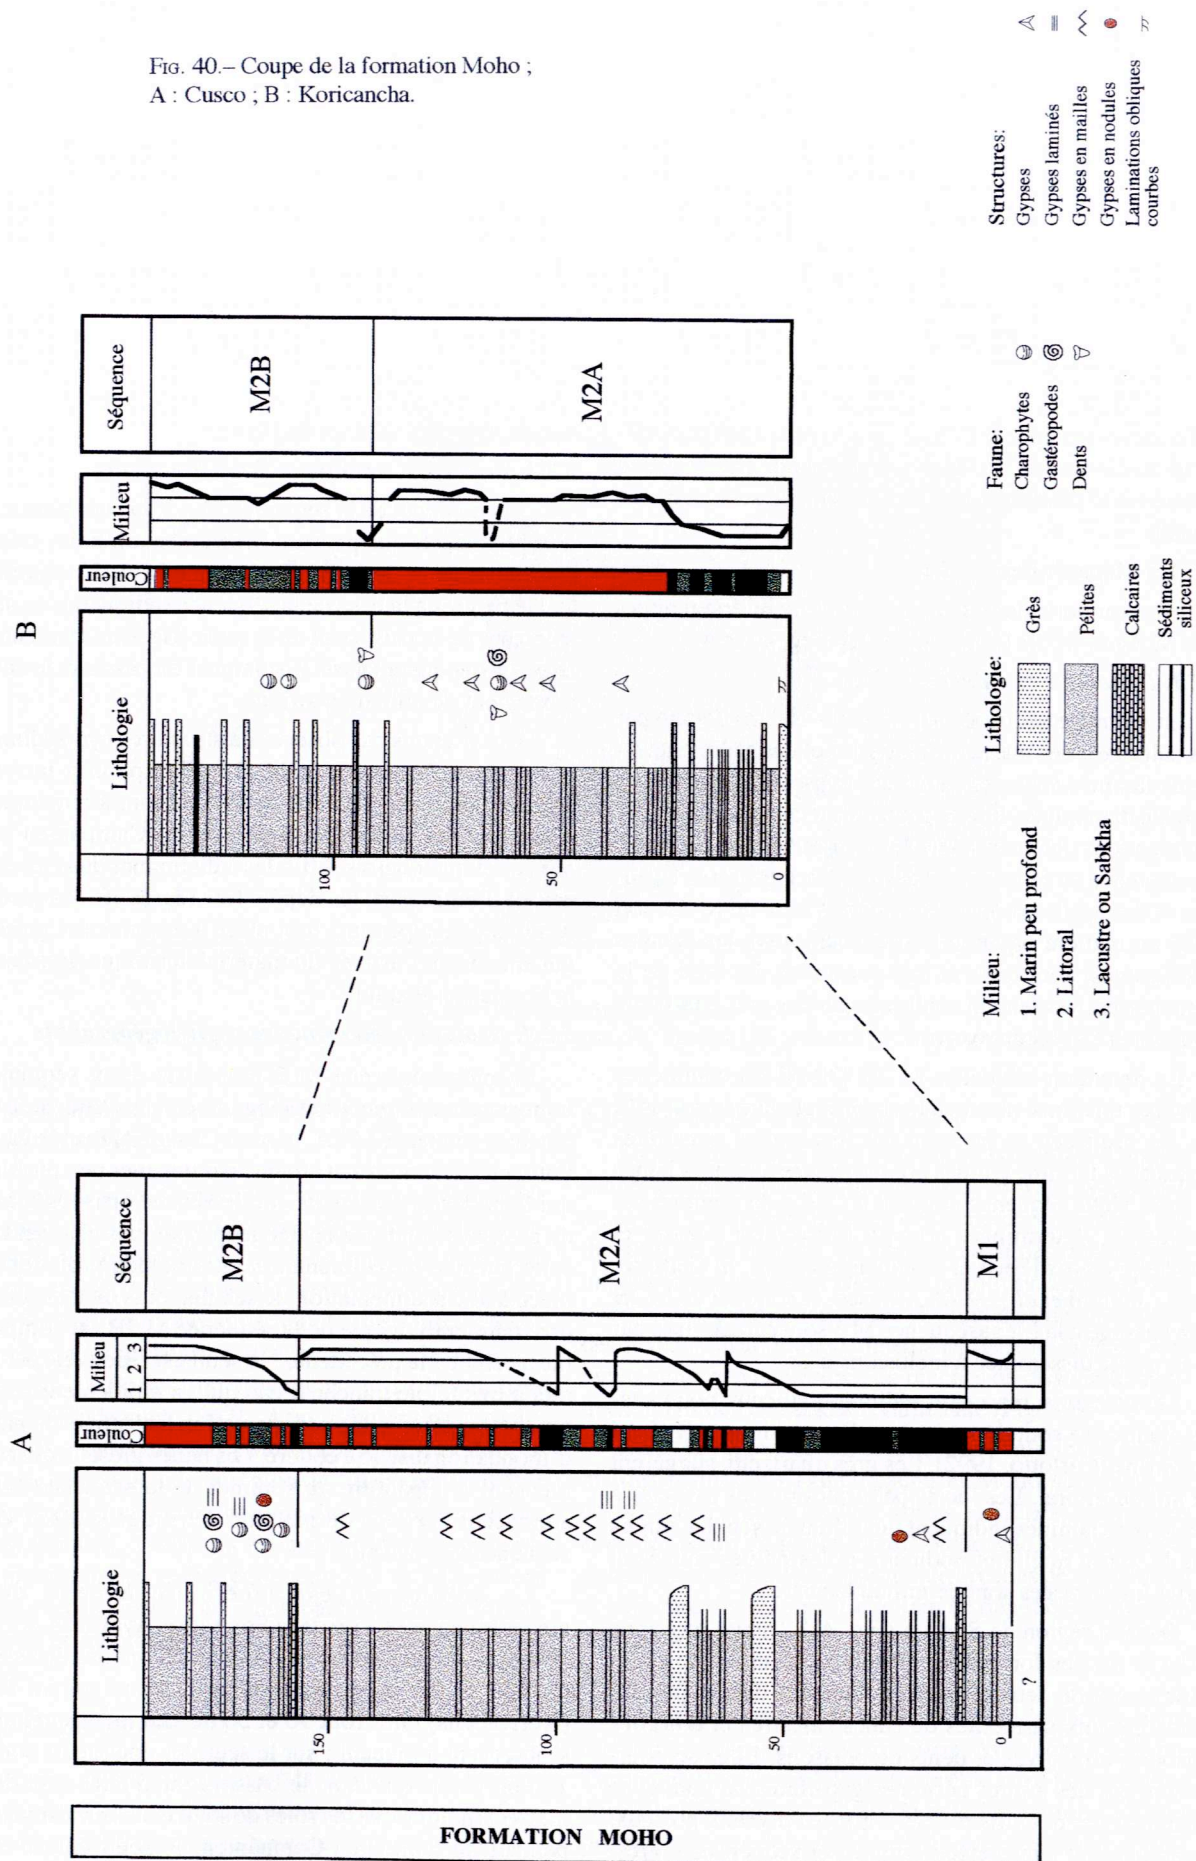 FIG. 40.– Coupe de la formation Moho ;
A : Cusco ; B : Koricancha.
FORMATION MOHO
A
Lithologie
Couleur
Milieu
1 2 3
Séquence
150
100
50
0
?
M2B
M2A
M1
B
Lithologie
Couleur
Milieu
Séquence
100
50
0
M2B
M2A
Milieu:
1. Marin peu profond
2. Littoral
3. Lacustre ou Sabkha
Lithologie:
Grès
Pélites
Calcaires
Sédiments
siliceux
Faune:
Charophytes
Gastéropodes
Dents
Structures:
Gypses
Gypses laminés
Gypses en mailles
Gypses en nodules
Laminations obliques
courbes